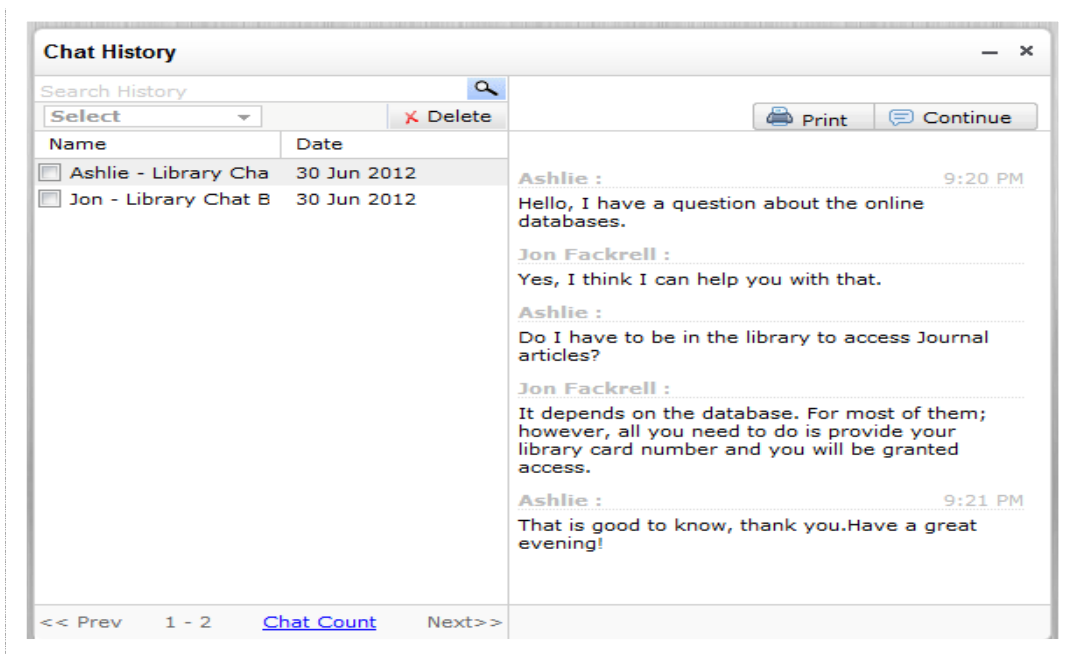 Chat History
Search History
Select
Delete
Name Date
Ashlie - Library Cha 30 Jun 2012
Jon - Library Chat B 30 Jun 2012
<< Prev 1 - 2 Chat Count Next>>
Print Continue
Ashlie : 9:20 PM
Hello, I have a question about the online
databases.
Jon Fackrell :
Yes, I think I can help you with that.
Ashlie :
Do I have to be in the library to access Journal
articles?
Jon Fackrell :
It depends on the database. For most of them;
however, all you need to do is provide your
library card number and you will be granted
access.
Ashlie : 9:21 PM
That is good to know, thank you.Have a great
evening!